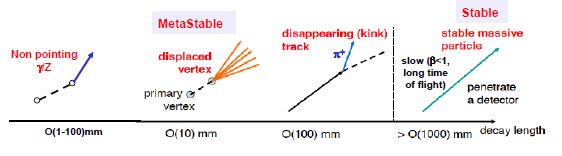 MetaStable
Stable
Non pointing
γ/Z
displaced
vertex
primary
vertex
disappearing (kink)
track
π+
stable massive
particle
slow (β<1,
long time
of flight)
penetrate
a detector
O(1-100)mm
O(10) mm
O(100) mm
> O(1000) mm
decay length